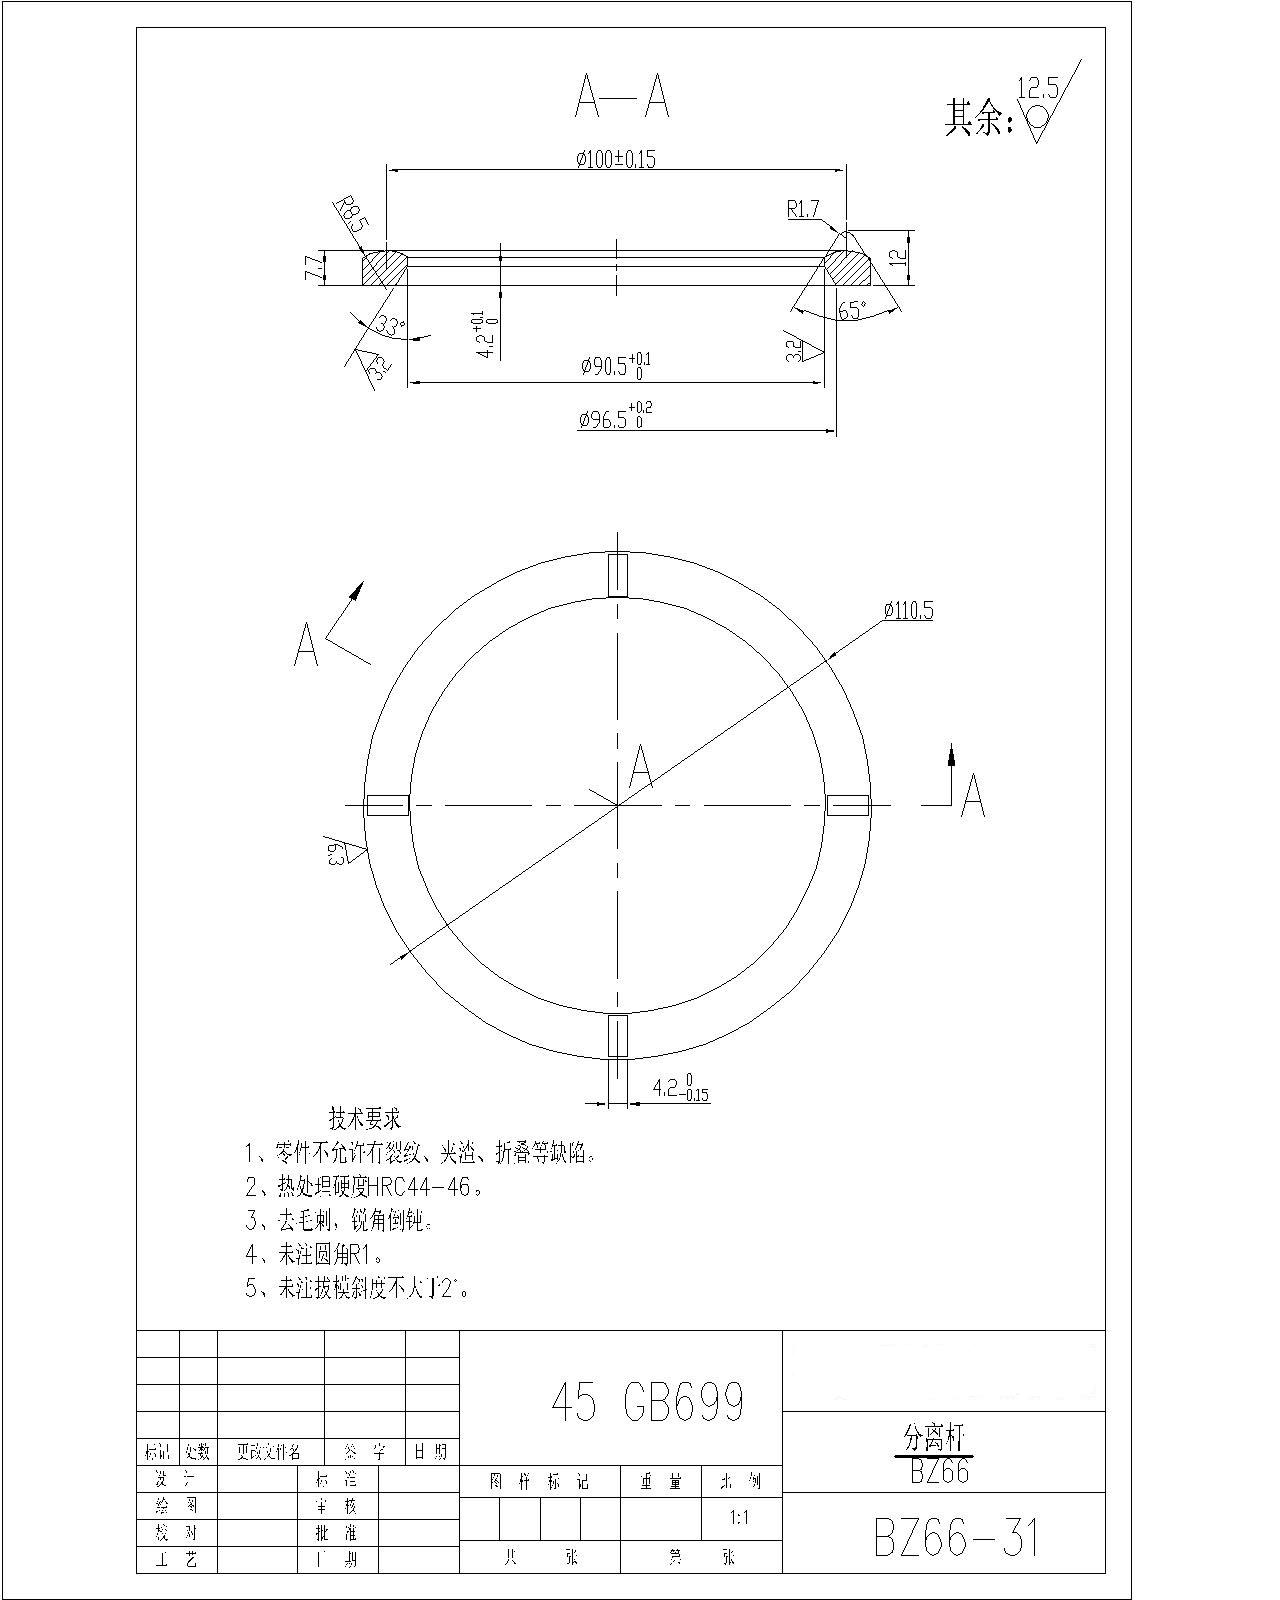 A—A
其余: 12.5
ø100±0.15
R8.5
R1.7
7.7
12
33°
65°
4.2 +0.1 0
3.2
3.2
ø90.5 +0.1 0
ø96.5 +0.2 0
ø110.5
A
A
A
6.3
4.2 0 -0.15
技术要求
1、零件不允许有裂纹、夹渣、折叠等缺陷。
2、热处理硬度HRC44-46。
3、去毛刺，锐角倒钝。
4、未注圆角R1。
5、未注拔模斜度不大于2°。
45 GB699
标记 处数 更改文件名 签 字 日 期
设 计 标 准
绘 图 审 核
校 对 批 准
工 艺 日 期
图 样 标 记 重 量 比 例
1:1
共 张 第 张
分离杆
BZ66
BZ66-31